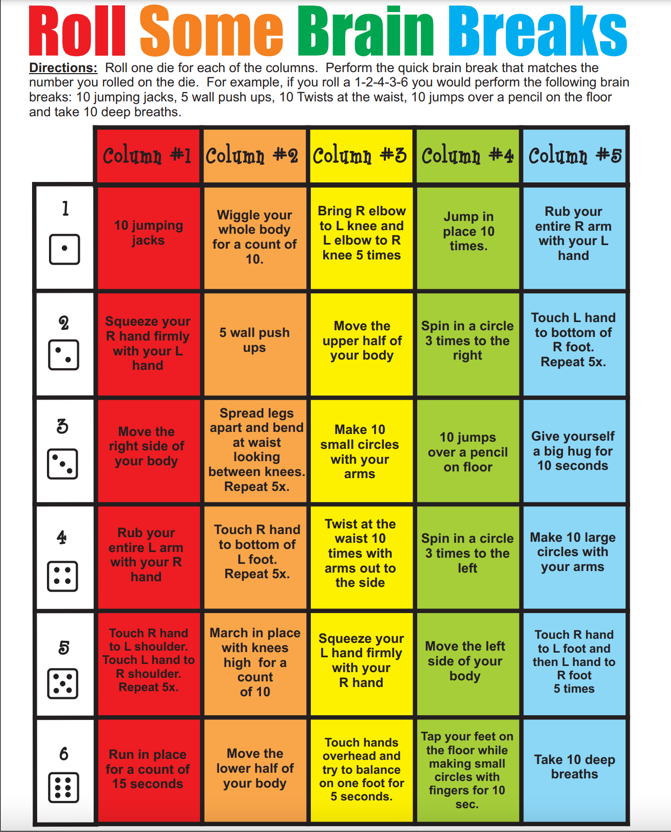 Roll Some Brain Breaks
Directions: Roll one die for each of the columns. Perform the quick brain break that matches the
number you rolled on the die. For example, if you roll a 1-2-4-3-6 you would perform the following brain
breaks: 10 jumping jacks, 5 wall push ups, 10 Twists at the waist, 10 jumps over a pencil on the floor
and take 10 deep breaths.
Column #1
Column #2
Column #3
Column #4
Column #5
1
10 jumping
jacks
Wiggle your
whole body
for a count of
10.
Bring R elbow
to L knee and
L elbow to R
knee 5 times
Jump in
place 10
times.
Rub your
entire R arm
with your L
hand
2
Squeeze your
R hand firmly
with your L
hand
5 wall push
ups
Move the
upper half of
your body
Spin in a circle
3 times to the
right
Touch L hand
to bottom of
R foot.
Repeat 5x.
3
Move the
right side of
your body
Spread legs
apart and bend
at waist
looking
between knees.
Repeat 5x.
Make 10
small circles
with your
arms
10 jumps
over a pencil
on floor
Give yourself
a big hug for
10 seconds
4
Rub your
entire L arm
with your R
hand
Touch R hand
to bottom of
L foot.
Repeat 5x.
Twist at the
waist 10
times with
arms out to
the side
Spin in a circle
3 times to the
left
Make 10 large
circles with
your arms
5
Touch R hand
to L shoulder.
Touch L hand to
R shoulder.
Repeat 5x.
March in place
with knees
high for a
count
of 10
Squeeze your
L hand firmly
with your
R hand
Move the left
side of your
body
Touch R hand
to L foot and
then L hand to
R foot
5 times
6
Run in place
for a count of
15 seconds
Move the
lower half of
your body
Touch hands
overhead and
try to balance
on one foot for
5 seconds.
Tap your feet on
the floor while
making small
circles with
fingers for 10
sec.
Take 10 deep
breaths